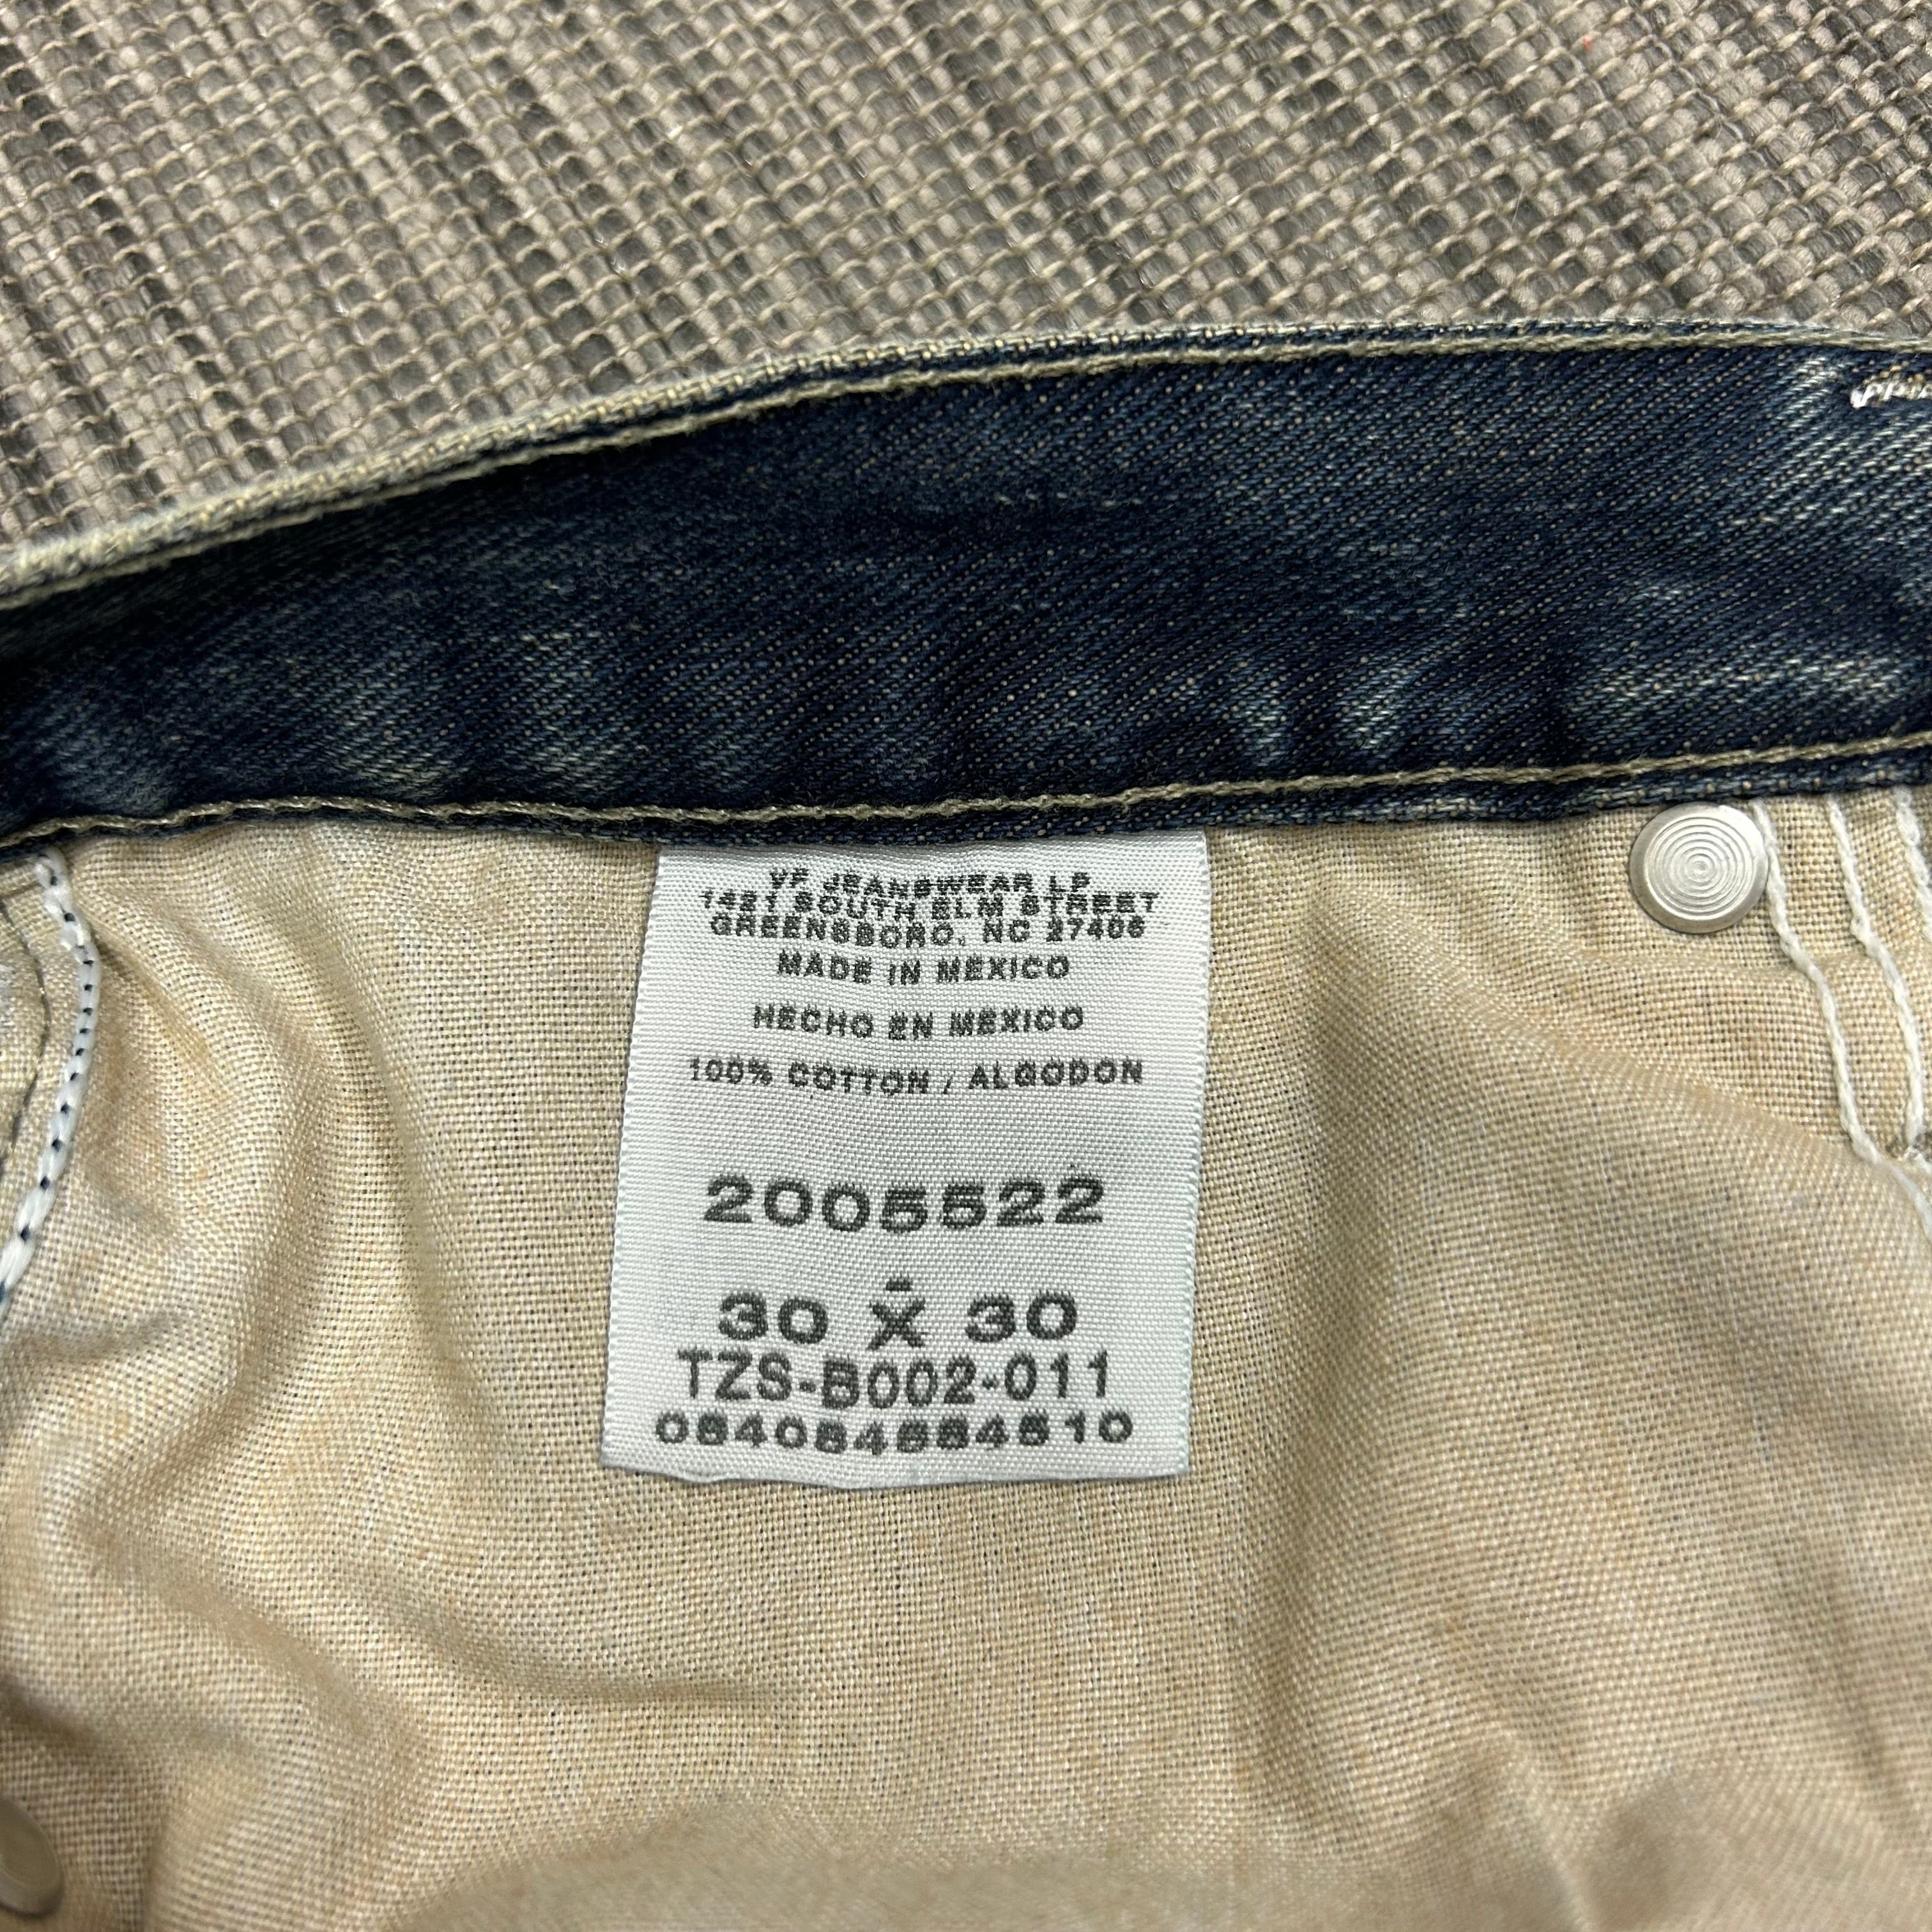 VF JEANSWEAR LP
1421 SOUTH ELM STREET
GREENSBORO, NC 27406
MADE IN MEXICO
HECHO EN MEXICO
100% COTTON / ALGODON
2005522
30 X 30
TZS-B002-011